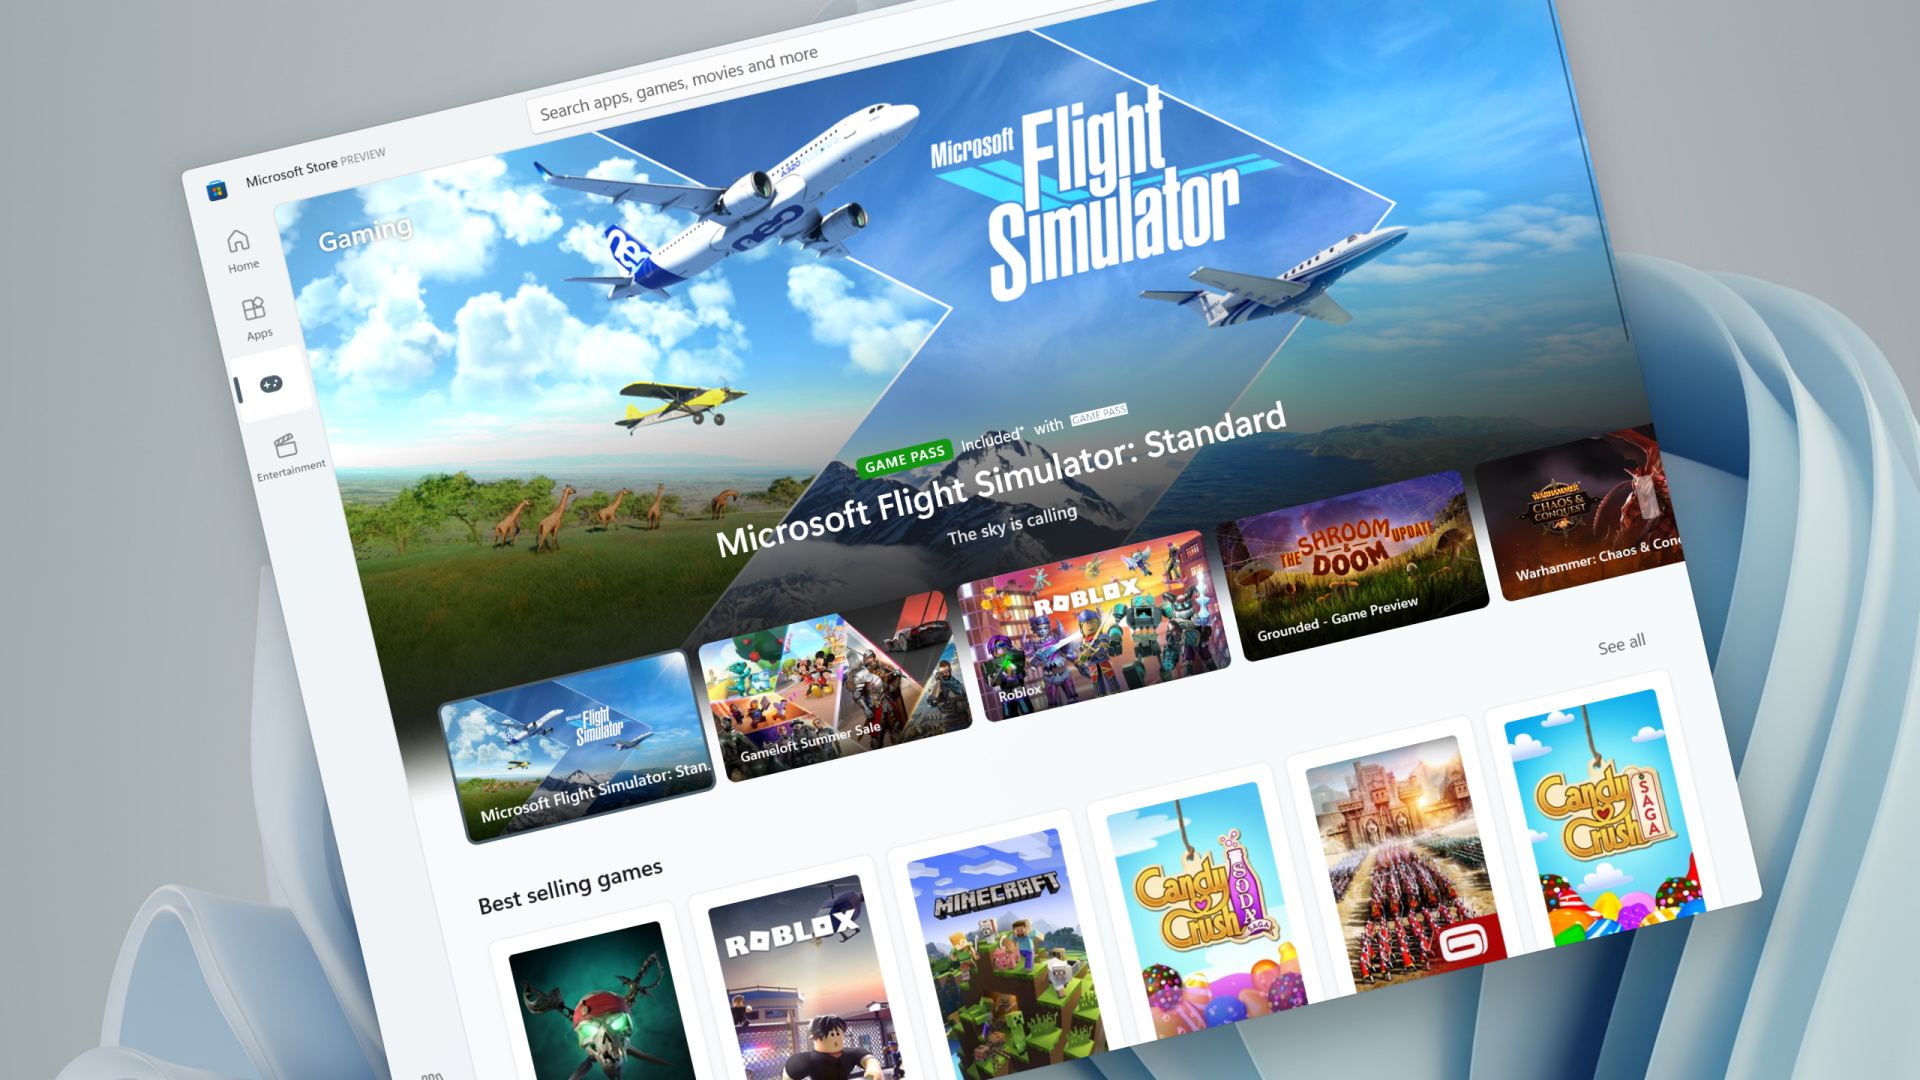 Search apps, games, movies and more
Microsoft Store PREVIEW
Home
Apps
Entertainment
Gaming
A320
neo
neo
Microsoft
Flight
Simulator
GAME PASS Included* with GAME PASS
Microsoft Flight Simulator: Standard
The sky is calling
Flight
Simulator
Microsoft Flight Simulator: Stan..
Gameloft Summer Sale
ROBLOX
Roblox
THE SHROOM UPDATE
& DOOM
Grounded - Game Preview
WARHAMMER
CHAOS &
CONQUEST
Warhammer: Chaos & Con
See all
Best selling games
ROBLOX
MINECRAFT
Candy
Crush
SODA
SAGA
Candy
Crush
SAGA